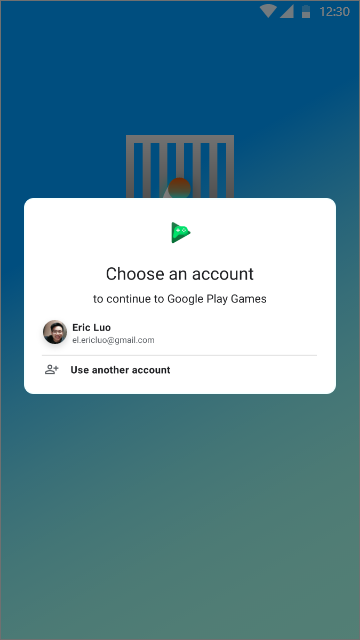 12:30
Choose an account
to continue to Google Play Games
Eric Luo
el.ericluo@gmail.com
Use another account